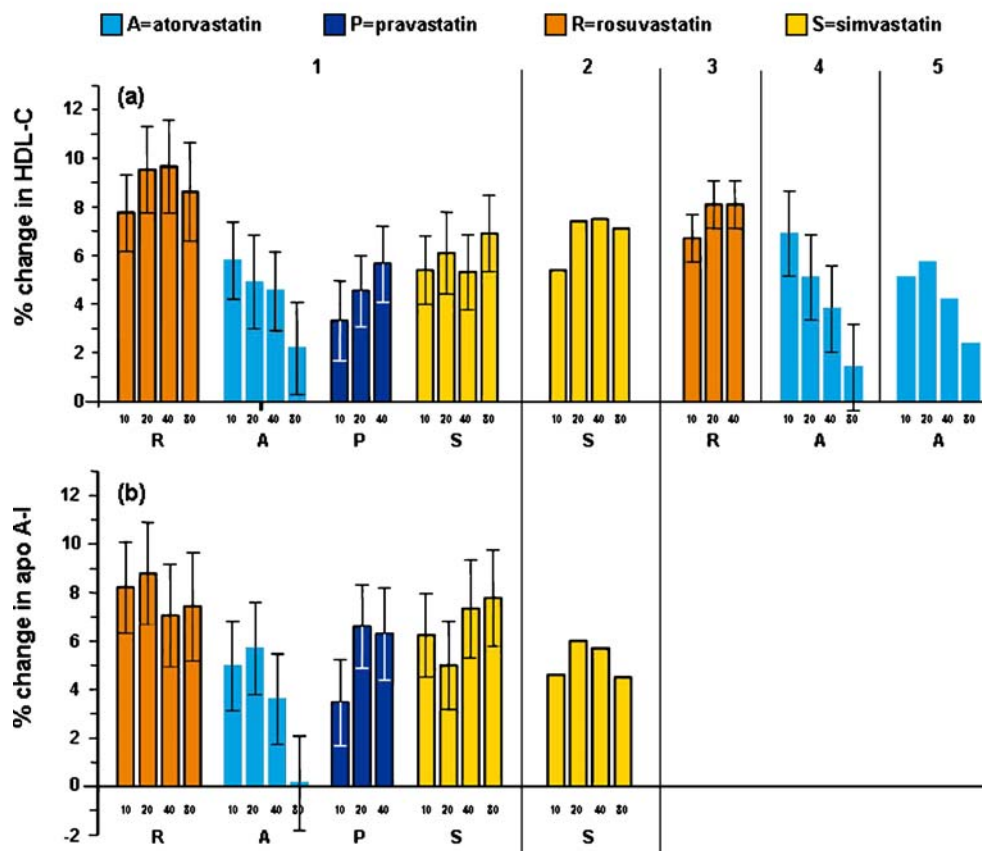 A=atorvastatin P=pravastatin R=rosuvastatin S=simvastatin
1 2 3 4 5
(a)
% change in HDL-C
12
10
8
6
4
2
0
10 20 40 80 10 20 40 80 10 20 40 10 20 40 80 10 20 40 80 10 20 40 10 20 40 80 10 20 40 80
R A P S S R A A
(b)
% change in apo A-I
12
10
8
6
4
2
0
-2
10 20 40 80 10 20 40 80 10 20 40 10 20 40 80 10 20 40 80
R A P S S